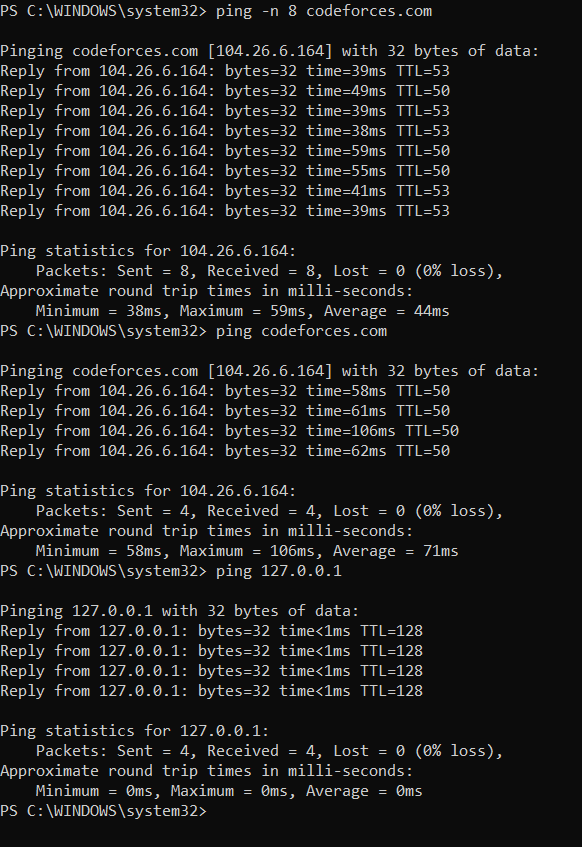 PS C:\WINDOWS\system32> ping -n 8 codeforces.com
Pinging codeforces.com [104.26.6.164] with 32 bytes of data:
Reply from 104.26.6.164: bytes=32 time=39ms TTL=53
Reply from 104.26.6.164: bytes=32 time=49ms TTL=50
Reply from 104.26.6.164: bytes=32 time=39ms TTL=53
Reply from 104.26.6.164: bytes=32 time=38ms TTL=53
Reply from 104.26.6.164: bytes=32 time=59ms TTL=50
Reply from 104.26.6.164: bytes=32 time=55ms TTL=50
Reply from 104.26.6.164: bytes=32 time=41ms TTL=53
Reply from 104.26.6.164: bytes=32 time=39ms TTL=53
Ping statistics for 104.26.6.164:
    Packets: Sent = 8, Received = 8, Lost = 0 (0% loss),
Approximate round trip times in milli-seconds:
    Minimum = 38ms, Maximum = 59ms, Average = 44ms
PS C:\WINDOWS\system32> ping codeforces.com
Pinging codeforces.com [104.26.6.164] with 32 bytes of data:
Reply from 104.26.6.164: bytes=32 time=58ms TTL=50
Reply from 104.26.6.164: bytes=32 time=61ms TTL=50
Reply from 104.26.6.164: bytes=32 time=106ms TTL=50
Reply from 104.26.6.164: bytes=32 time=62ms TTL=50
Ping statistics for 104.26.6.164:
    Packets: Sent = 4, Received = 4, Lost = 0 (0% loss),
Approximate round trip times in milli-seconds:
    Minimum = 58ms, Maximum = 106ms, Average = 71ms
PS C:\WINDOWS\system32> ping 127.0.0.1
Pinging 127.0.0.1 with 32 bytes of data:
Reply from 127.0.0.1: bytes=32 time<1ms TTL=128
Reply from 127.0.0.1: bytes=32 time<1ms TTL=128
Reply from 127.0.0.1: bytes=32 time<1ms TTL=128
Reply from 127.0.0.1: bytes=32 time<1ms TTL=128
Ping statistics for 127.0.0.1:
    Packets: Sent = 4, Received = 4, Lost = 0 (0% loss),
Approximate round trip times in milli-seconds:
    Minimum = 0ms, Maximum = 0ms, Average = 0ms
PS C:\WINDOWS\system32>